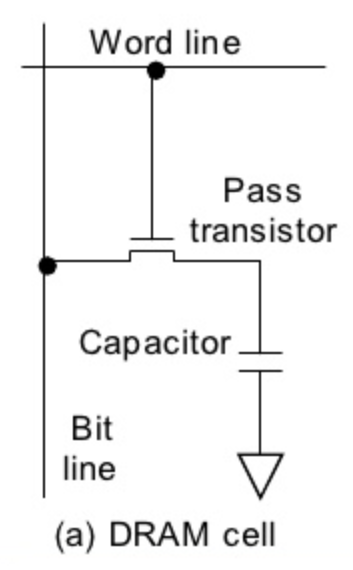 Word line
Pass
transistor
Capacitor
Bit
line
(a) DRAM cell